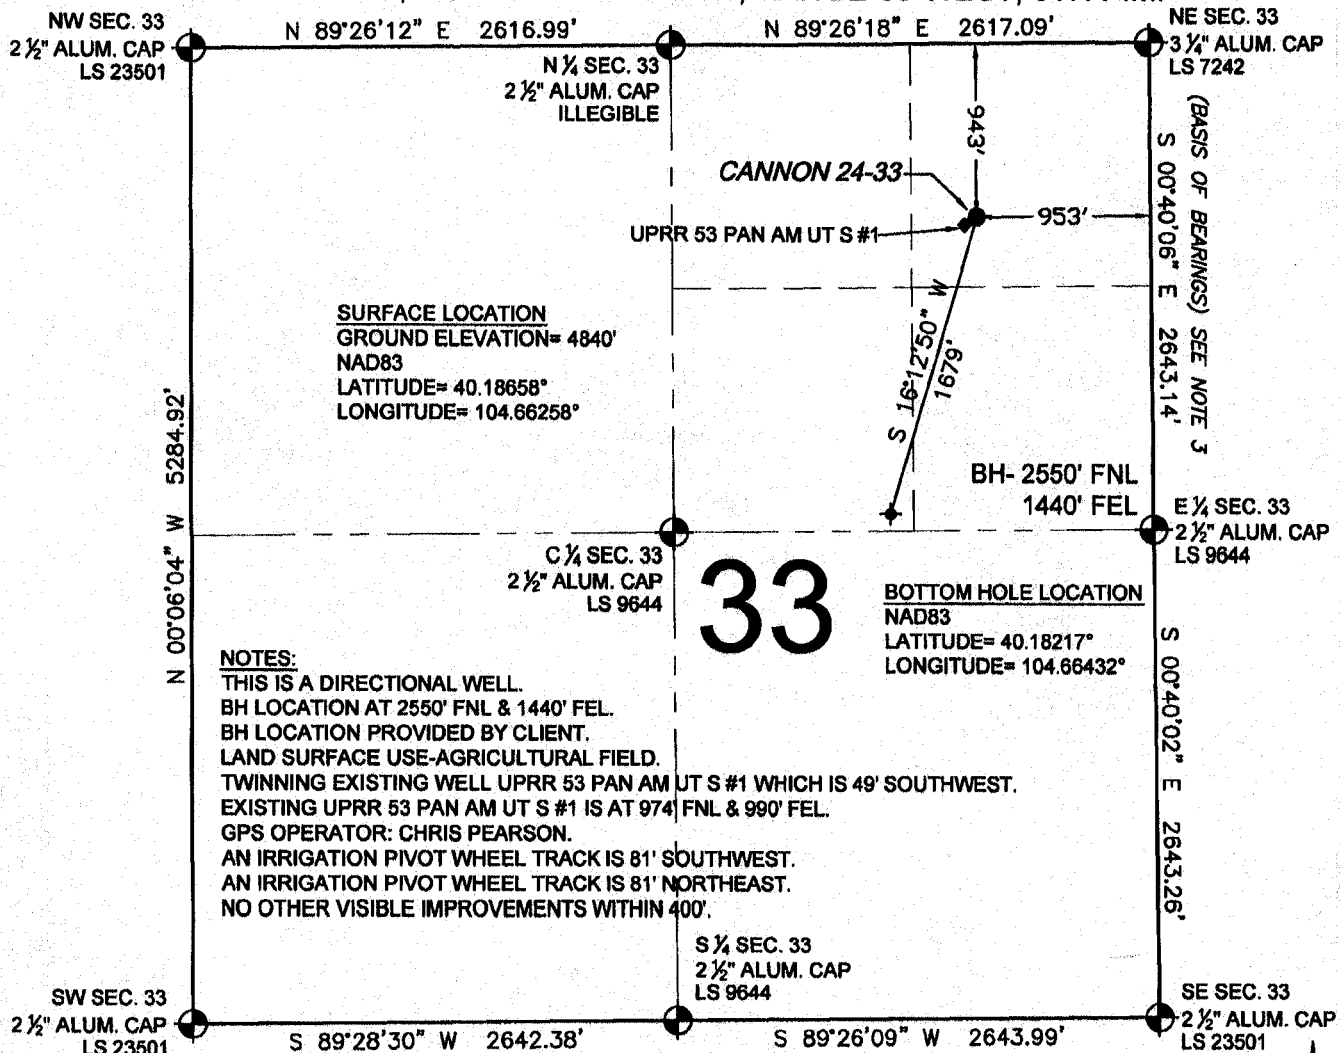 NW SEC. 33
2 ½" ALUM. CAP
LS 23501
N 89°26'12" E 2616.99'
N ¼ SEC. 33
2 ½" ALUM. CAP
ILLEGIBLE
N 89°26'18" E 2617.09'
NE SEC. 33
3 ¼" ALUM. CAP
LS 7242
(BASIS OF BEARINGS) SEE NOTE 3
S 00°40'06" E 2643.14'
943'
CANNON 24-33
953'
UPRR 53 PAN AM UT S #1
S 16°12'50" W
1679'
SURFACE LOCATION
GROUND ELEVATION= 4840'
NAD83
LATITUDE= 40.18658°
LONGITUDE= 104.66258°
N 00°06'04" W 5284.92'
BH- 2550' FNL
1440' FEL
E ¼ SEC. 33
2 ½" ALUM. CAP
LS 9644
C ¼ SEC. 33
2 ½" ALUM. CAP
LS 9644
33
BOTTOM HOLE LOCATION
NAD83
LATITUDE= 40.18217°
LONGITUDE= 104.66432°
S 00°40'02" E 2643.26'
NOTES:
THIS IS A DIRECTIONAL WELL.
BH LOCATION AT 2550' FNL & 1440' FEL.
BH LOCATION PROVIDED BY CLIENT.
LAND SURFACE USE-AGRICULTURAL FIELD.
TWINNING EXISTING WELL UPRR 53 PAN AM UT S #1 WHICH IS 49' SOUTHWEST.
EXISTING UPRR 53 PAN AM UT S #1 IS AT 974' FNL & 990' FEL.
GPS OPERATOR: CHRIS PEARSON.
AN IRRIGATION PIVOT WHEEL TRACK IS 81' SOUTHWEST.
AN IRRIGATION PIVOT WHEEL TRACK IS 81' NORTHEAST.
NO OTHER VISIBLE IMPROVEMENTS WITHIN 400'.
SW SEC. 33
2 ½" ALUM. CAP
LS 23501
S 89°28'30" W 2642.38'
S ¼ SEC. 33
2 ½" ALUM. CAP
LS 9644
S 89°26'09" W 2643.99'
SE SEC. 33
2 ½" ALUM. CAP
LS 23501